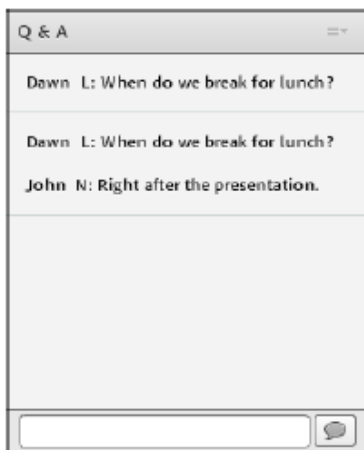 Q & A
Dawn L: When do we break for lunch?
Dawn L: When do we break for lunch?
John N: Right after the presentation.